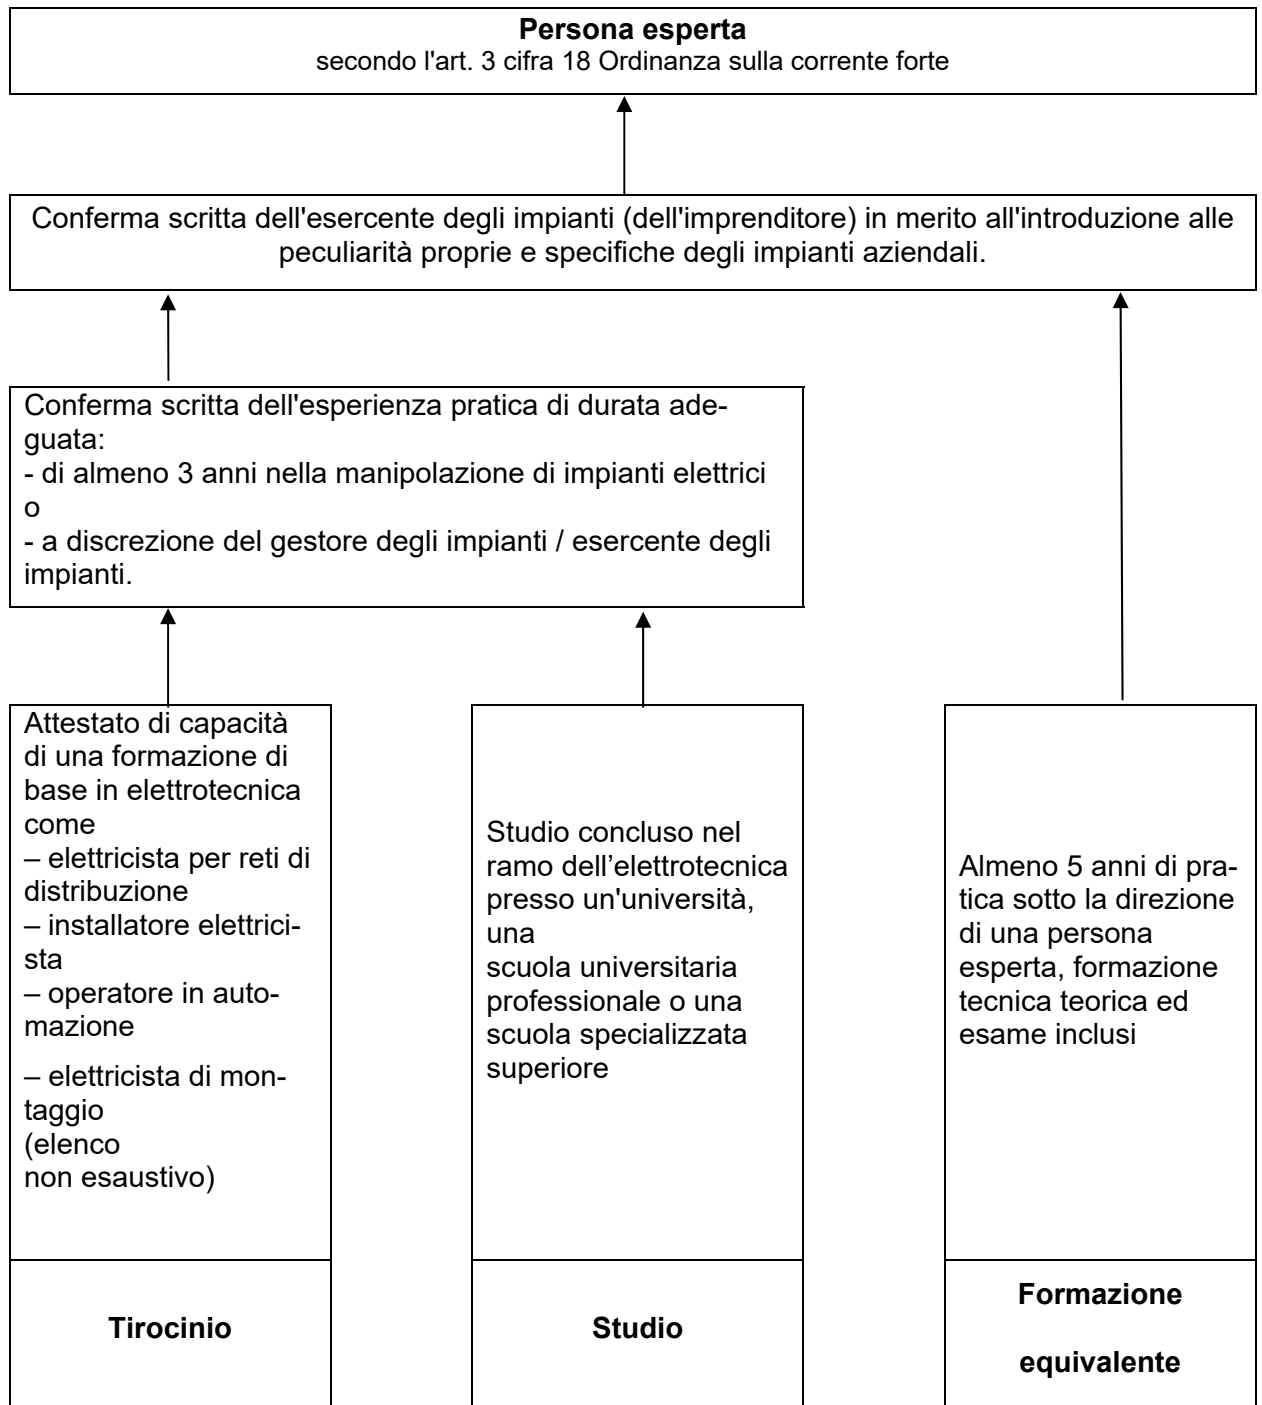 Persona esperta
secondo l'art. 3 cifra 18 Ordinanza sulla corrente forte
Conferma scritta dell'esercente degli impianti (dell'imprenditore) in merito all'introduzione alle
peculiarità proprie e specifiche degli impianti aziendali.
Conferma scritta dell'esperienza pratica di durata ade-
guata:
- di almeno 3 anni nella manipolazione di impianti elettrici
o
- a discrezione del gestore degli impianti / esercente degli
impianti.
Attestato di capacità
di una formazione di
base in elettrotecnica
come
– elettricista per reti di
distribuzione
– installatore elettrici-
sta
– operatore in auto-
mazione
– elettricista di mon-
taggio
(elenco
non esaustivo)
Tirocinio
Studio concluso nel
ramo dell’elettrotecnica
presso un'università,
una
scuola universitaria
professionale o una
scuola specializzata
superiore
Studio
Almeno 5 anni di pra-
tica sotto la direzione
di una persona
esperta, formazione
tecnica teorica ed
esame inclusi
Formazione
equivalente